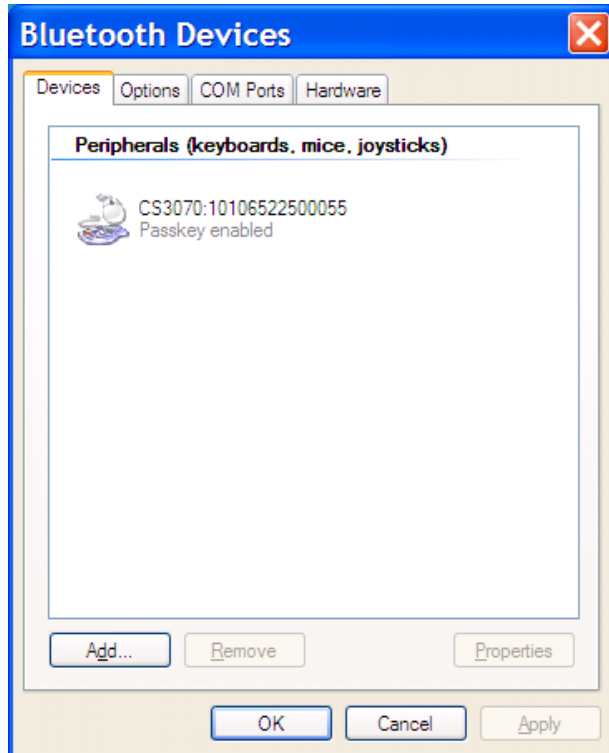 Bluetooth Devices
Devices Options COM Ports Hardware
Peripherals (keyboards, mice, joysticks)
CS3070:10106522500055
Passkey enabled
Add... Remove Properties
OK Cancel Apply